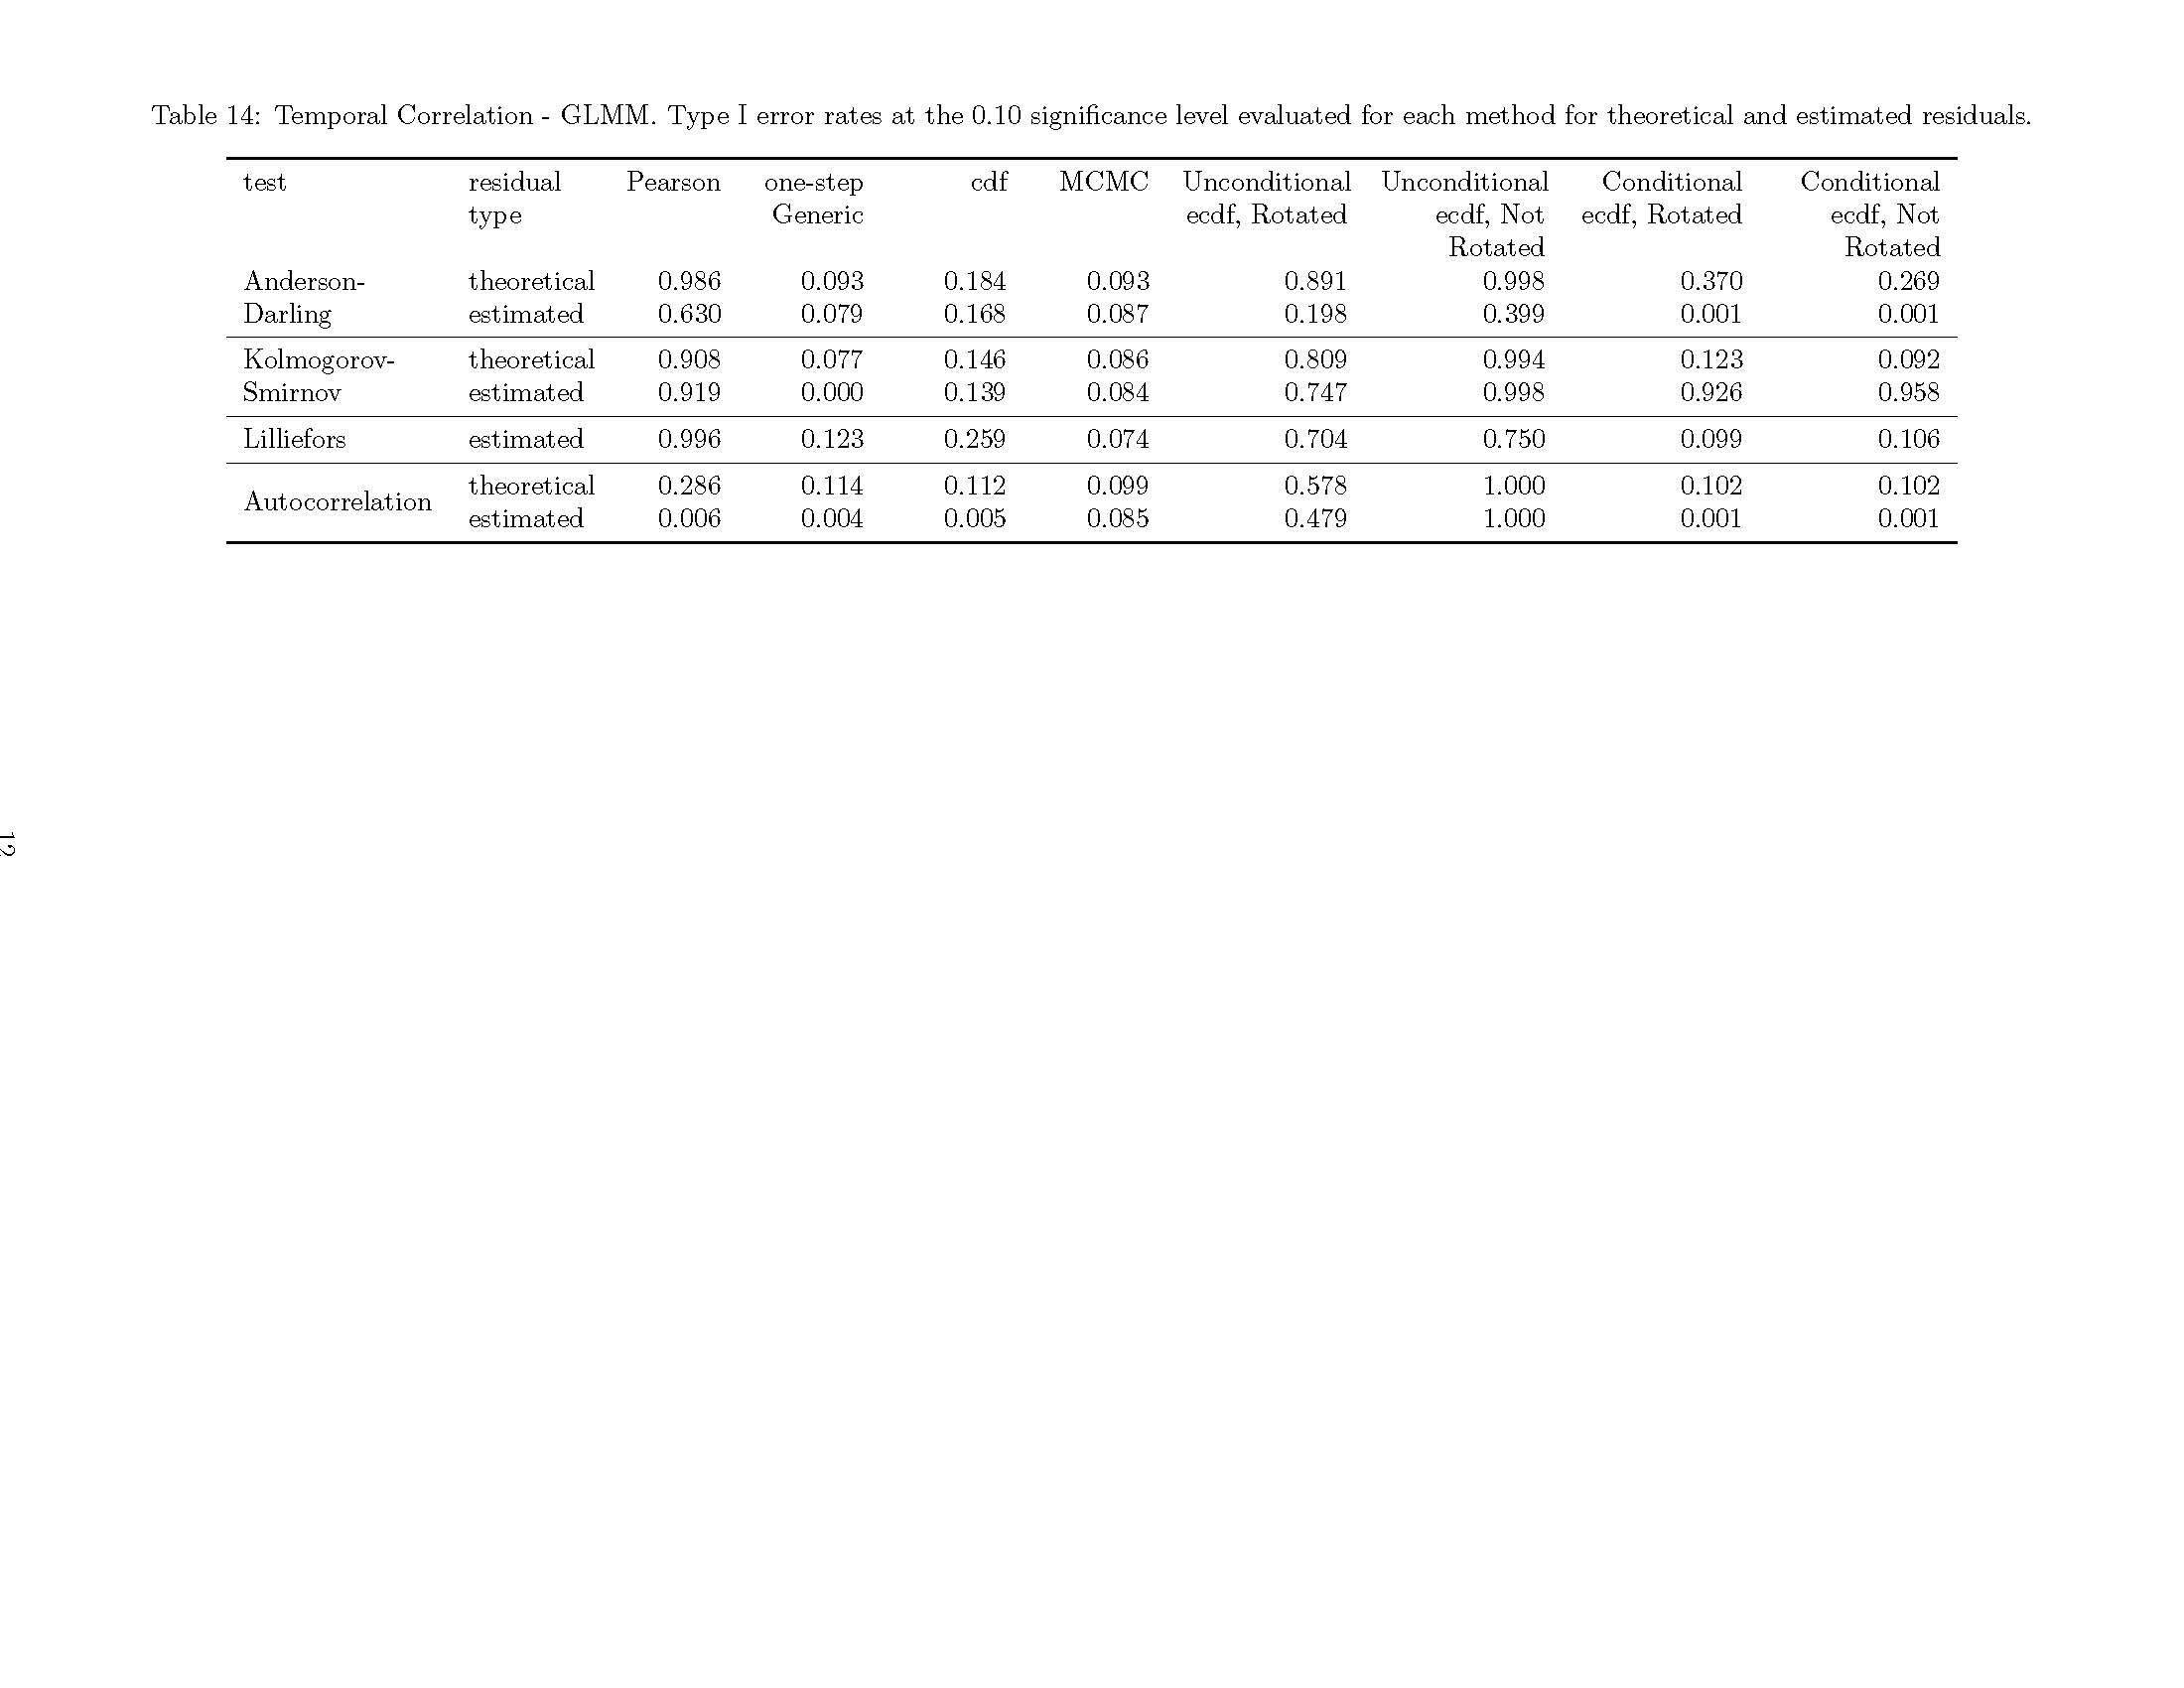 Table 14: Temporal Correlation - GLMM. Type I error rates at the 0.10 significance level evaluated for each method for theoretical and estimated residuals.
test residual Pearson one-step cdf MCMC Unconditional Unconditional Conditional Conditional
type Generic ecdf, Rotated ecdf, Not ecdf, Rotated ecdf, Not
Rotated Rotated
Anderson- theoretical 0.986 0.093 0.184 0.093 0.891 0.998 0.370 0.269
Darling estimated 0.630 0.079 0.168 0.087 0.198 0.399 0.001 0.001
Kolmogorov- theoretical 0.908 0.077 0.146 0.086 0.809 0.994 0.123 0.092
Smirnov estimated 0.919 0.000 0.139 0.084 0.747 0.998 0.926 0.958
Lilliefors estimated 0.996 0.123 0.259 0.074 0.704 0.750 0.099 0.106
Autocorrelation theoretical 0.286 0.114 0.112 0.099 0.578 1.000 0.102 0.102
estimated 0.006 0.004 0.005 0.085 0.479 1.000 0.001 0.001
12